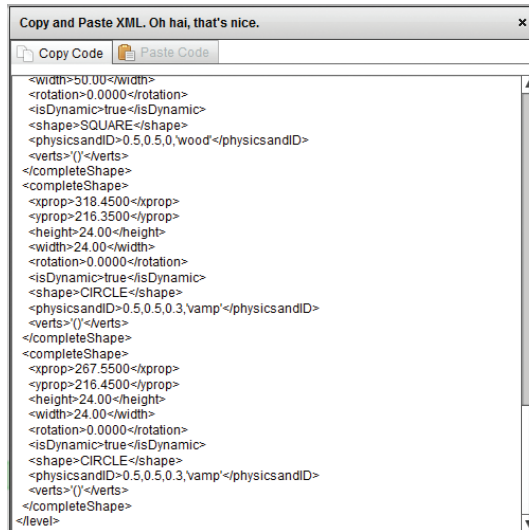 Copy and Paste XML. Oh hai, that's nice.
Copy Code Paste Code
<width>50.00</width>
<rotation>0.0000</rotation>
<isDynamic>true</isDynamic>
<shape>SQUARE</shape>
<physicsandID>0.5,0.5,0,'wood'</physicsandID>
<verts>'()'</verts>
</completeShape>
<completeShape>
<xprop>318.4500</xprop>
<yprop>216.3500</yprop>
<height>24.00</height>
<width>24.00</width>
<rotation>0.0000</rotation>
<isDynamic>true</isDynamic>
<shape>CIRCLE</shape>
<physicsandID>0.5,0.5,0.3,'vamp'</physicsandID>
<verts>'()'</verts>
</completeShape>
<completeShape>
<xprop>267.5500</xprop>
<yprop>216.4500</yprop>
<height>24.00</height>
<width>24.00</width>
<rotation>0.0000</rotation>
<isDynamic>true</isDynamic>
<shape>CIRCLE</shape>
<physicsandID>0.5,0.5,0.3,'vamp'</physicsandID>
<verts>'()'</verts>
</completeShape>
</level>